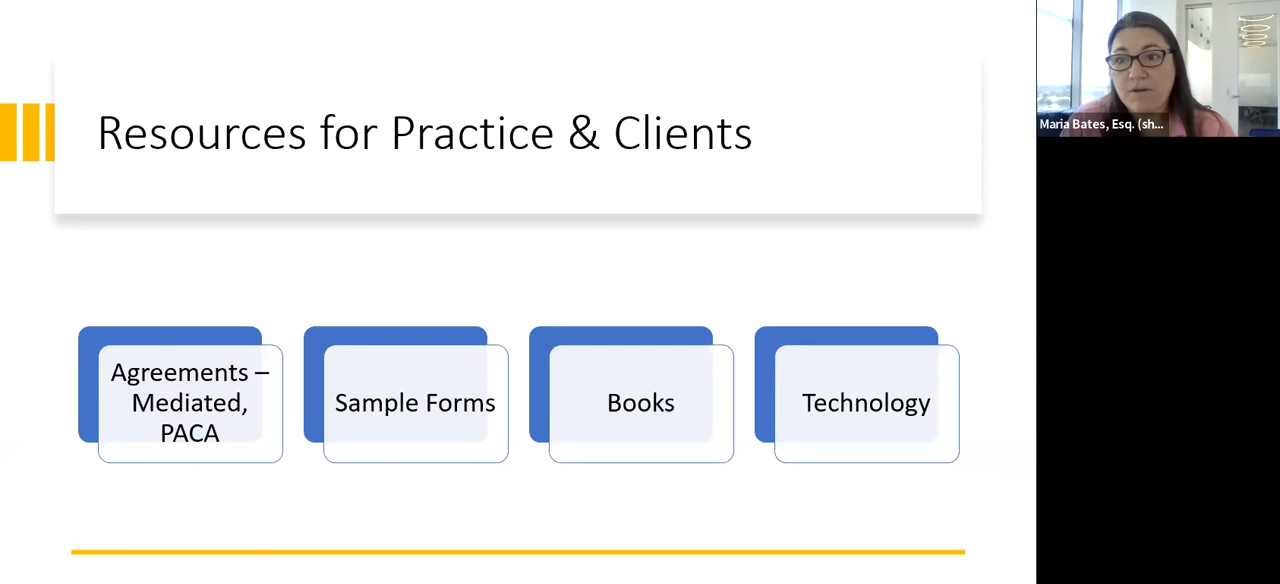 Resources for Practice & Clients
Agreements –
Mediated,
PACA
Sample Forms
Books
Technology
Maria Bates, Esq. (sh...